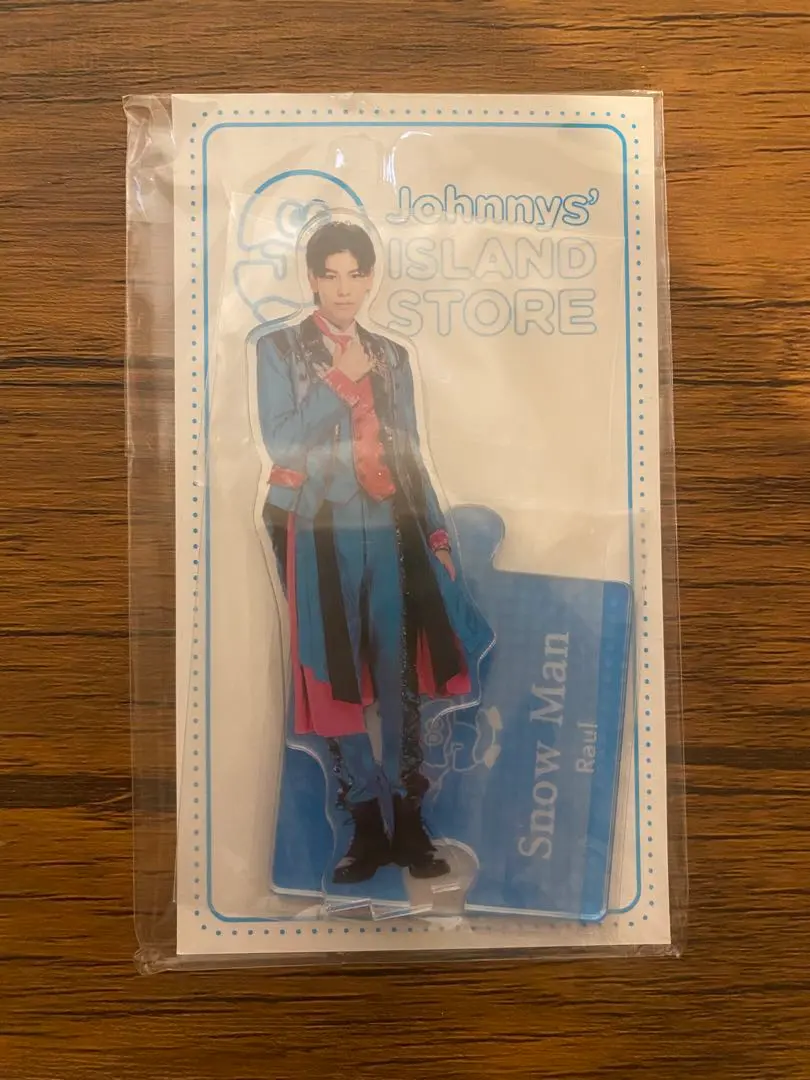 Johnnys'
ISLAND
STORE
Snow Man
Raul